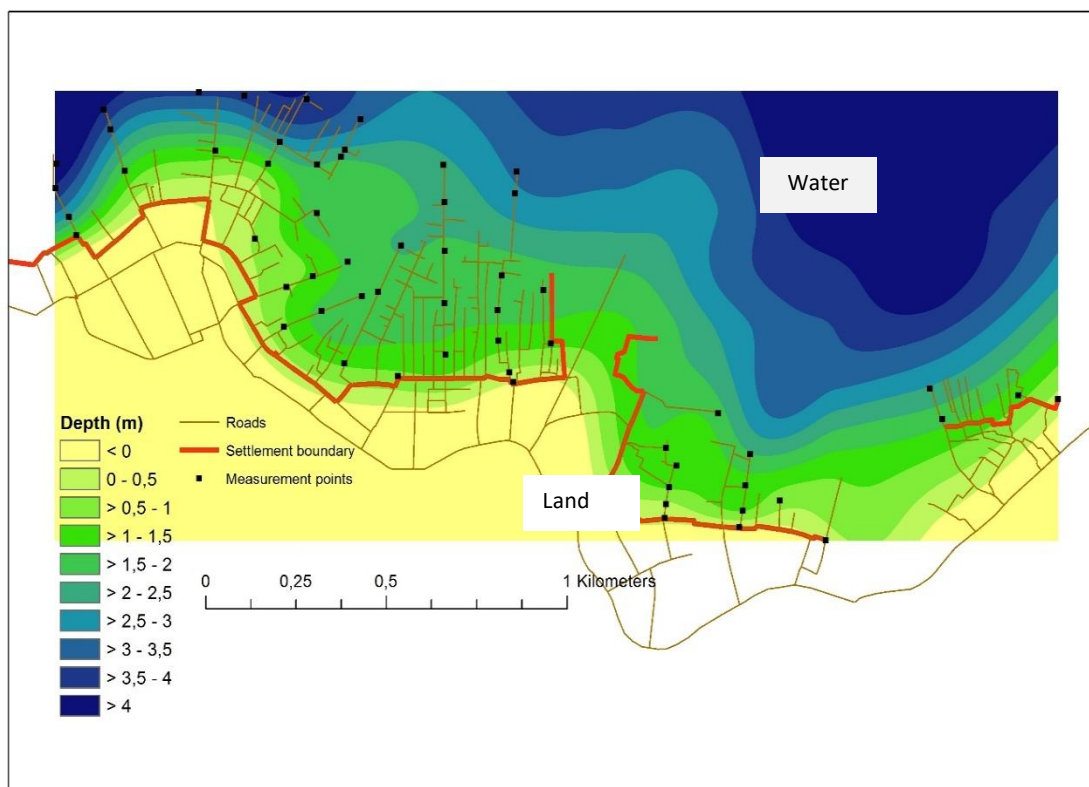 Water
Land
Depth (m)
< 0
0 - 0,5
> 0,5 - 1
> 1 - 1,5
> 1,5 - 2
> 2 - 2,5
> 2,5 - 3
> 3 - 3,5
> 3,5 - 4
> 4
Roads
Settlement boundary
Measurement points
0 0,25 0,5 1 Kilometers